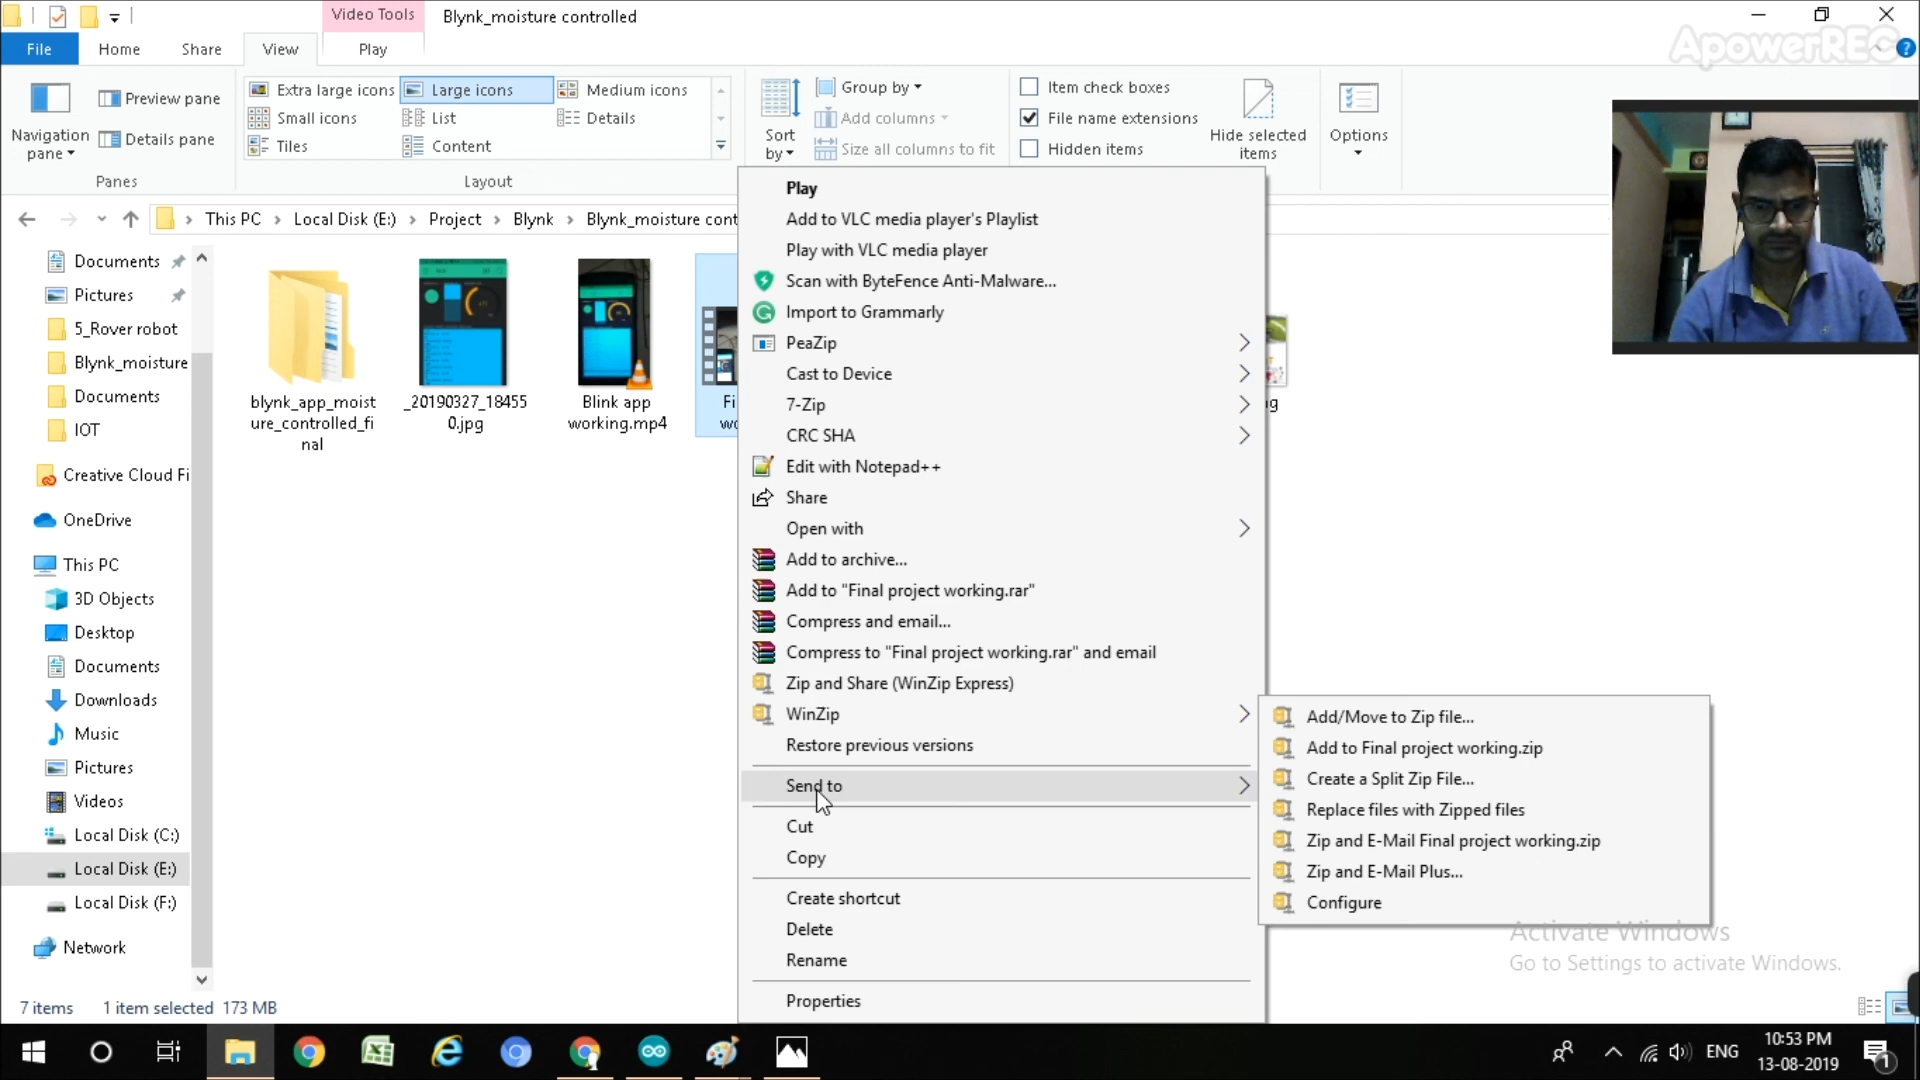 Video Tools
Blynk_moisture controlled
ApowerREC
File
Home
Share
View
Play
Navigation
pane
Preview pane
Details pane
Panes
Extra large icons
Large icons
Medium icons
Small icons
List
Details
Tiles
Content
Layout
Sort
by
Group by
Add columns
Size all columns to fit
Item check boxes
File name extensions
Hidden items
Hide selected
items
Options
This PC
Local Disk (E:)
Project
Blynk
Blynk_moisture cont
Documents
Pictures
5_Rover robot
Blynk_moisture
Documents
IOT
Creative Cloud Fi
OneDrive
This PC
3D Objects
Desktop
Documents
Downloads
Music
Pictures
Videos
Local Disk (C:)
Local Disk (E:)
Local Disk (F:)
Network
blynk_app_moist
ure_controlled_fi
nal
_20190327_18455
0.jpg
Blink app
working.mp4
Fi
wo
Play
Add to VLC media player's Playlist
Play with VLC media player
Scan with ByteFence Anti-Malware...
Import to Grammarly
PeaZip
Cast to Device
7-Zip
CRC SHA
Edit with Notepad++
Share
Open with
Add to archive...
Add to "Final project working.rar"
Compress and email...
Compress to "Final project working.rar" and email
Zip and Share (WinZip Express)
WinZip
Restore previous versions
Send to
Cut
Copy
Create shortcut
Delete
Rename
Properties
Add/Move to Zip file...
Add to Final project working.zip
Create a Split Zip File...
Replace files with Zipped files
Zip and E-Mail Final project working.zip
Zip and E-Mail Plus...
Configure
Activate Windows
Go to Settings to activate Windows.
7 items
1 item selected 173 MB
ENG
10:53 PM
13-08-2019
1